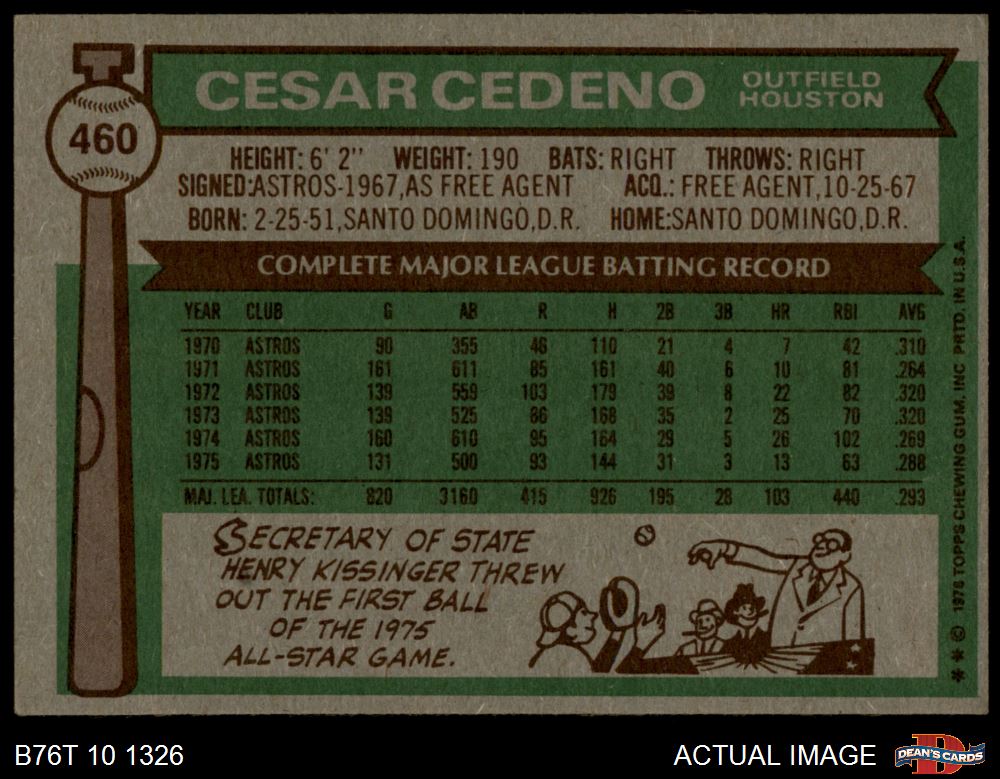 CESAR CEDENO
OUTFIELD
HOUSTON
460
HEIGHT: 6' 2" WEIGHT: 190 BATS: RIGHT THROWS: RIGHT
SIGNED:ASTROS-1967,AS FREE AGENT ACQ.: FREE AGENT,10-25-67
BORN: 2-25-51,SANTO DOMINGO,D.R. HOME:SANTO DOMINGO,D.R.
COMPLETE MAJOR LEAGUE BATTING RECORD
YEAR CLUB G AB R H 2B 3B HR RBI AVG
1970 ASTROS 90 355 46 110 21 4 7 42 .310
1971 ASTROS 161 611 85 161 40 6 10 81 .264
1972 ASTROS 139 559 103 179 39 8 22 82 .320
1973 ASTROS 139 525 86 168 35 2 25 70 .320
1974 ASTROS 160 610 95 164 29 5 26 102 .269
1975 ASTROS 131 500 93 144 31 3 13 63 .288
MAJ. LEA. TOTALS: 820 3160 415 926 195 28 103 440 .293
SECRETARY OF STATE
HENRY KISSINGER THREW
OUT THE FIRST BALL
OF THE 1975
ALL-STAR GAME.
** © 1976 TOPPS CHEWING GUM, INC PRTD. IN U.S.A.
B76T 10 1326
ACTUAL IMAGE
DEAN'S CARDS